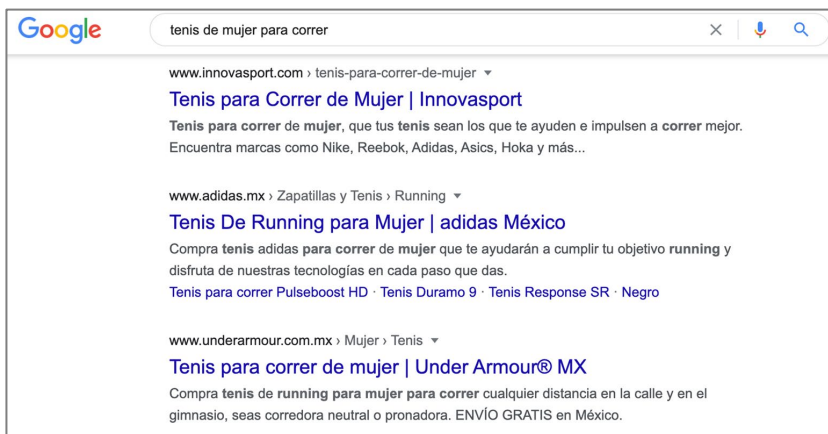 Google
tenis de mujer para correr
www.innovasport.com › tenis-para-correr-de-mujer
Tenis para Correr de Mujer | Innovasport
Tenis para correr de mujer, que tus tenis sean los que te ayuden e impulsen a correr mejor.
Encuentra marcas como Nike, Reebok, Adidas, Asics, Hoka y más...
www.adidas.mx › Zapatillas y Tenis › Running
Tenis De Running para Mujer | adidas México
Compra tenis adidas para correr de mujer que te ayudarán a cumplir tu objetivo running y
disfruta de nuestras tecnologías en cada paso que das.
Tenis para correr Pulseboost HD · Tenis Duramo 9 · Tenis Response SR · Negro
www.underarmour.com.mx › Mujer › Tenis
Tenis para correr de mujer | Under Armour® MX
Compra tenis de running para mujer para correr cualquier distancia en la calle y en el
gimnasio, seas corredora neutral o pronadora. ENVÍO GRATIS en México.